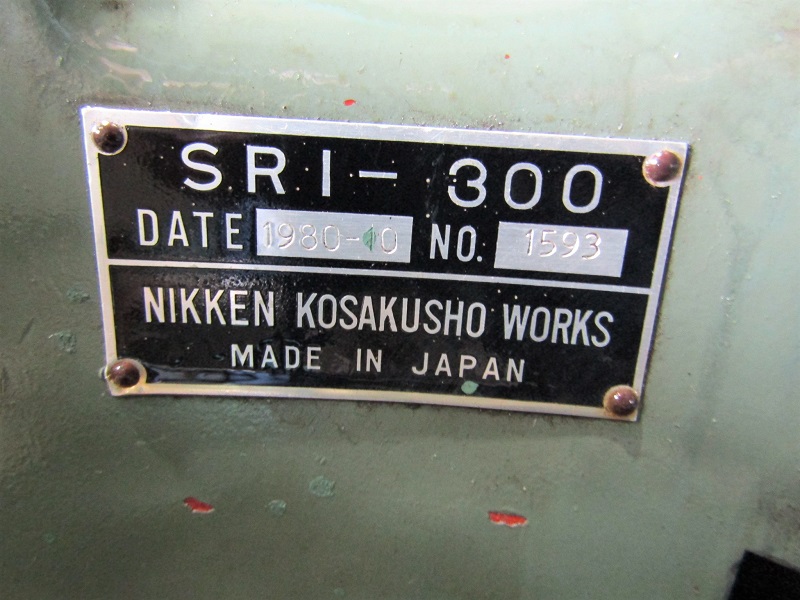 SRI-300
DATE 1980-10 NO. 1593
NIKKEN KOSAKUSHO WORKS
MADE IN JAPAN